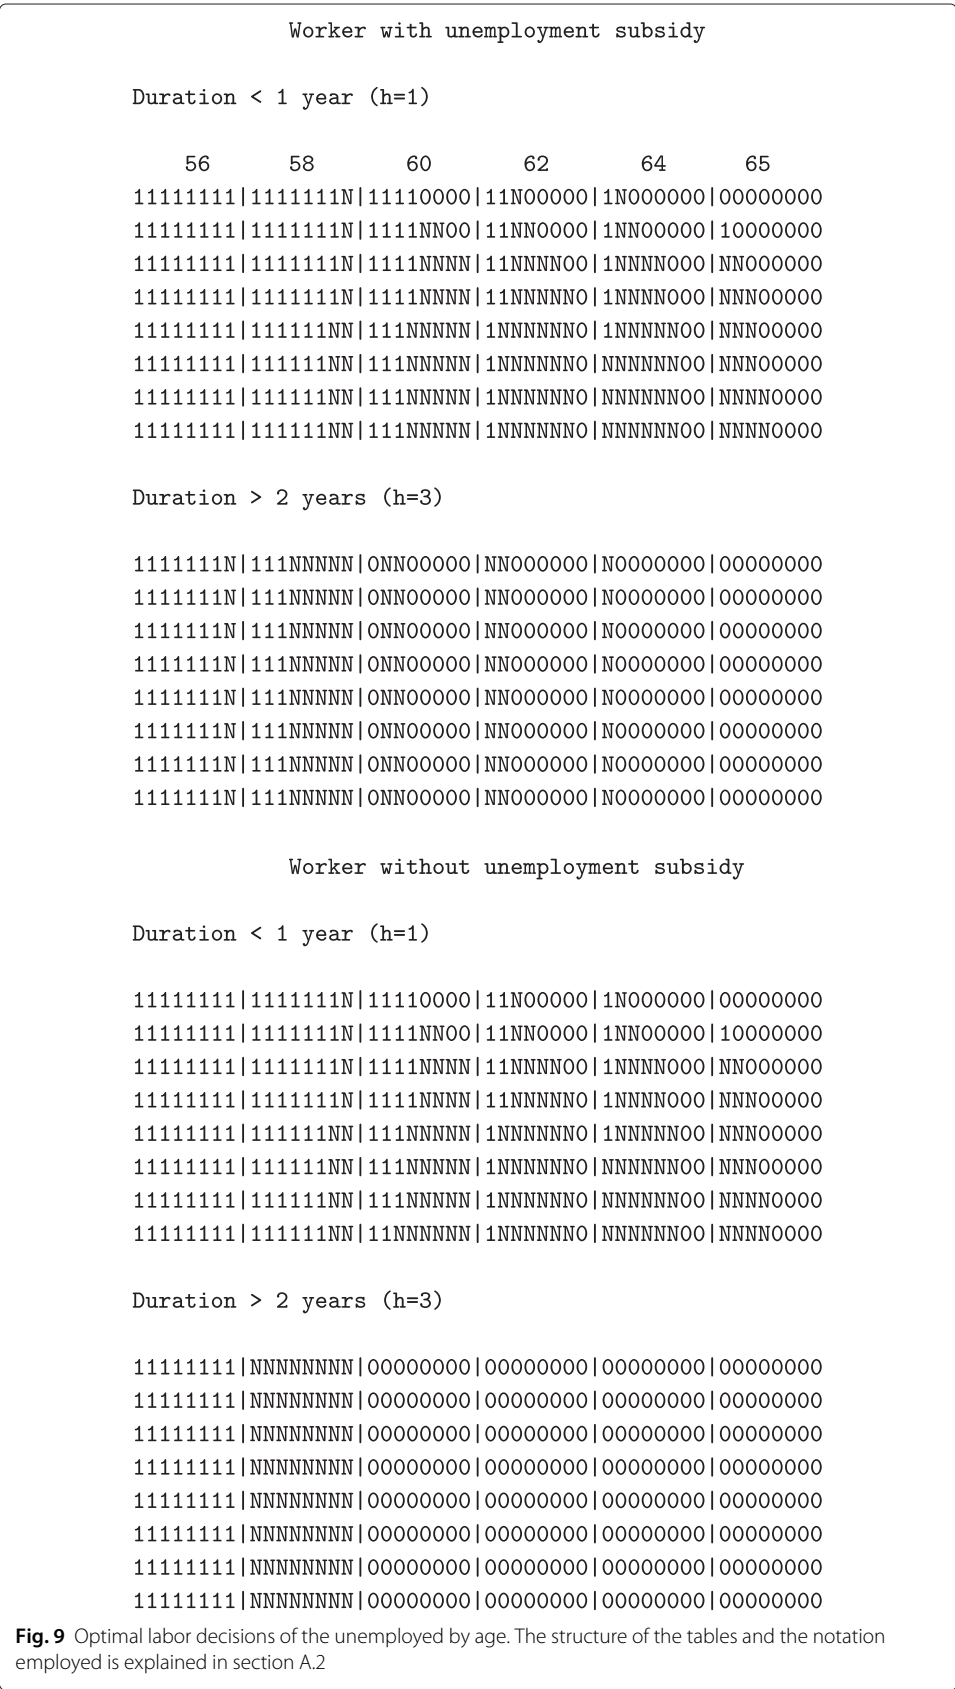 Worker with unemployment subsidy
Duration < 1 year (h=1)
56 58 60 62 64 65
11111111|1111111N|11110000|11N00000|1N000000|00000000
11111111|1111111N|1111NN00|11NN0000|1NN00000|10000000
11111111|1111111N|1111NNNN|11NNNN00|1NNNN000|NN000000
11111111|1111111N|1111NNNN|11NNNNN0|1NNNN000|NNN00000
11111111|111111NN|111NNNNN|1NNNNNN0|1NNNNN00|NNN00000
11111111|111111NN|111NNNNN|1NNNNNN0|NNNNNN00|NNN00000
11111111|111111NN|111NNNNN|1NNNNNN0|NNNNNN00|NNNN0000
11111111|111111NN|111NNNNN|1NNNNNN0|NNNNNN00|NNNN0000
Duration > 2 years (h=3)
1111111N|111NNNNN|0NN00000|NN000000|N0000000|00000000
1111111N|111NNNNN|0NN00000|NN000000|N0000000|00000000
1111111N|111NNNNN|0NN00000|NN000000|N0000000|00000000
1111111N|111NNNNN|0NN00000|NN000000|N0000000|00000000
1111111N|111NNNNN|0NN00000|NN000000|N0000000|00000000
1111111N|111NNNNN|0NN00000|NN000000|N0000000|00000000
1111111N|111NNNNN|0NN00000|NN000000|N0000000|00000000
1111111N|111NNNNN|0NN00000|NN000000|N0000000|00000000
Worker without unemployment subsidy
Duration < 1 year (h=1)
11111111|1111111N|11110000|11N00000|1N000000|00000000
11111111|1111111N|1111NN00|11NN0000|1NN00000|10000000
11111111|1111111N|1111NNNN|11NNNN00|1NNNN000|NN000000
11111111|1111111N|1111NNNN|11NNNNN0|1NNNN000|NNN00000
11111111|111111NN|111NNNNN|1NNNNNN0|1NNNNN00|NNN00000
11111111|111111NN|111NNNNN|1NNNNNN0|NNNNNN00|NNN00000
11111111|111111NN|111NNNNN|1NNNNNN0|NNNNNN00|NNNN0000
11111111|111111NN|11NNNNNN|1NNNNNN0|NNNNNN00|NNNN0000
Duration > 2 years (h=3)
11111111|NNNNNNNN|00000000|00000000|00000000|00000000
11111111|NNNNNNNN|00000000|00000000|00000000|00000000
11111111|NNNNNNNN|00000000|00000000|00000000|00000000
11111111|NNNNNNNN|00000000|00000000|00000000|00000000
11111111|NNNNNNNN|00000000|00000000|00000000|00000000
11111111|NNNNNNNN|00000000|00000000|00000000|00000000
11111111|NNNNNNNN|00000000|00000000|00000000|00000000
11111111|NNNNNNNN|00000000|00000000|00000000|00000000
Fig. 9 Optimal labor decisions of the unemployed by age. The structure of the tables and the notation
employed is explained in section A.2